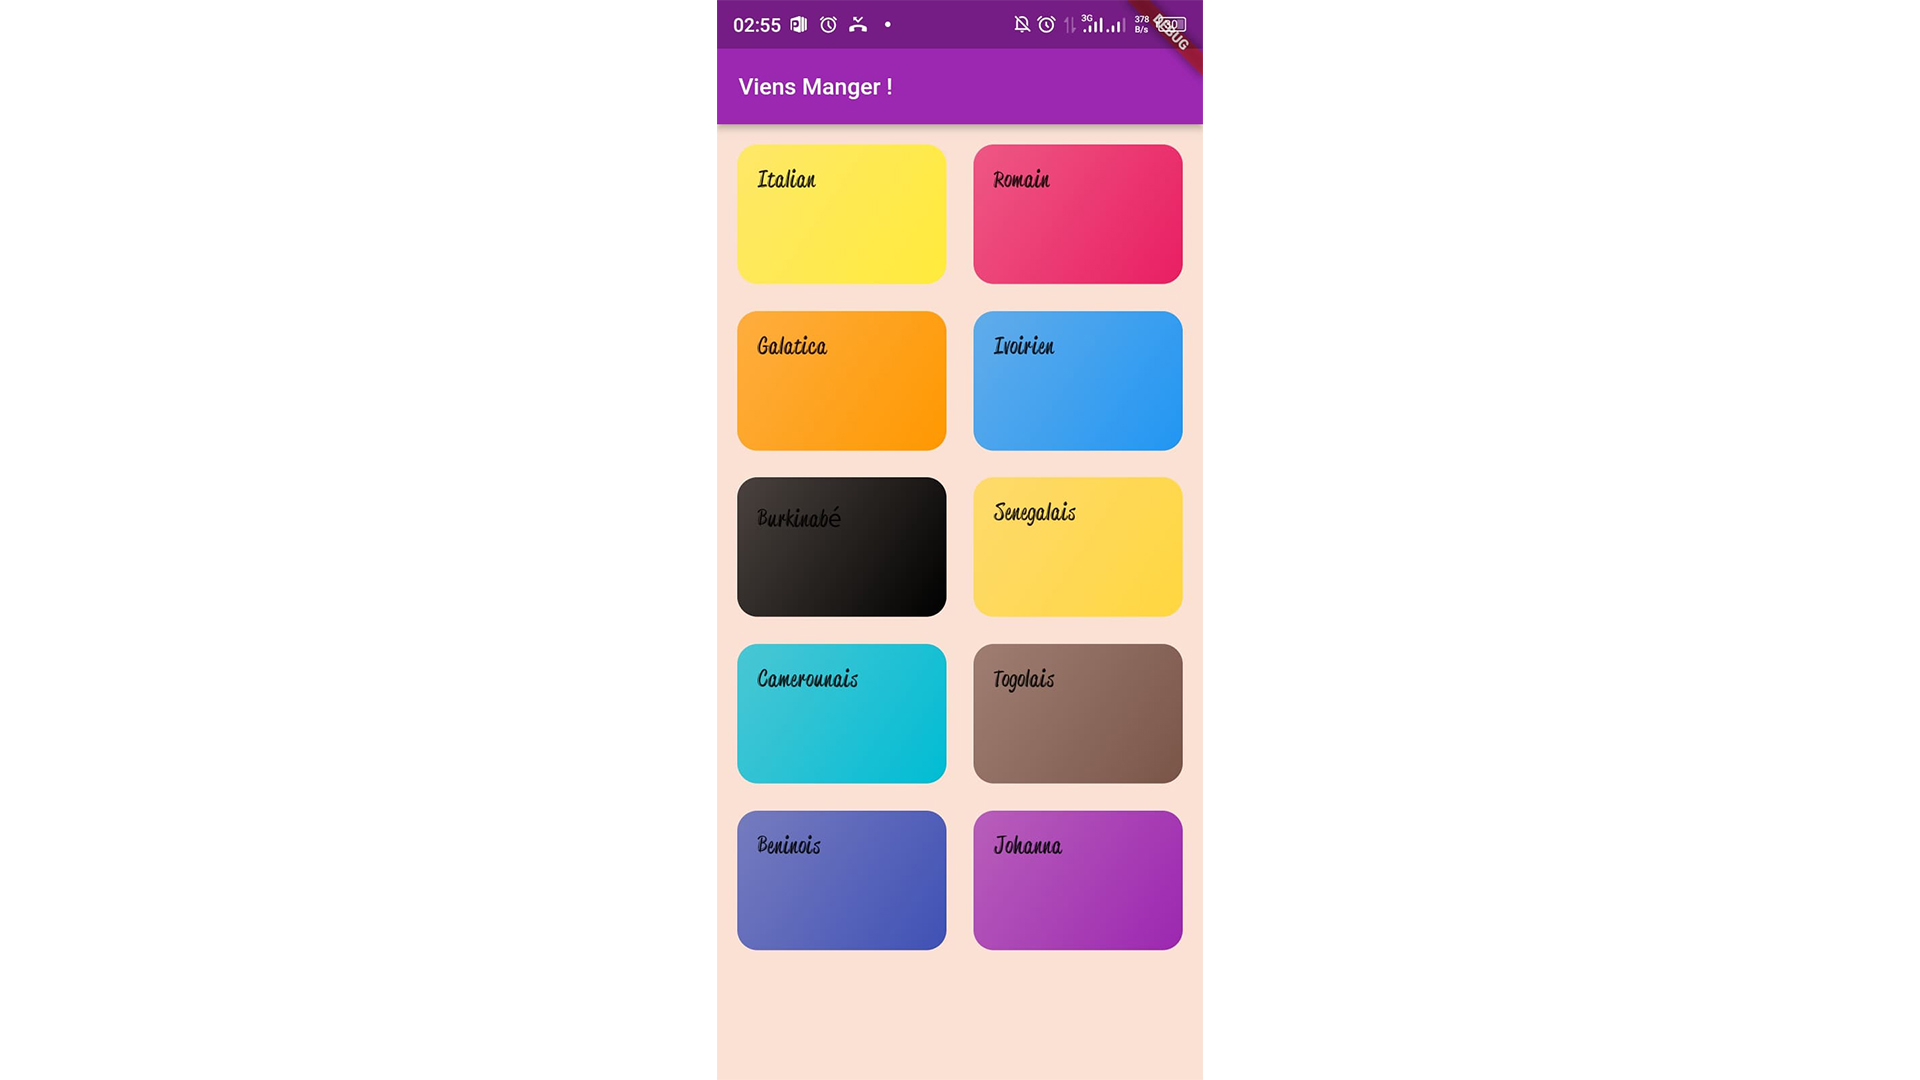 02:55 3G 378 B/s 30
DEBUG
Viens Manger !
Italian
Romain
Galatica
Ivoirien
Burkinabé
Senegalais
Camerounais
Togolais
Beninois
Johanna